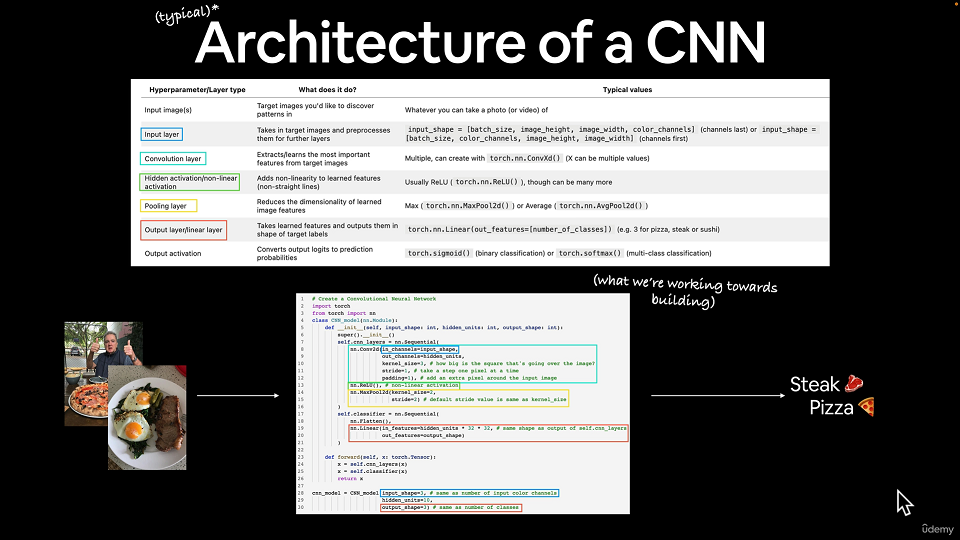 (typical)*
Architecture of a CNN
Hyperparameter/Layer type What does it do? Typical values
Input image(s) Target images you'd like to discover patterns in Whatever you can take a photo (or video) of
Input layer Takes in target images and preprocesses them for further layers input_shape = [batch_size, image_height, image_width, color_channels] (channels last) or input_shape = [batch_size, color_channels, image_height, image_width] (channels first)
Convolution layer Extracts/learns the most important features from target images Multiple, can create with torch.nn.ConvXd() (X can be multiple values)
Hidden activation/non-linear activation Adds non-linearity to learned features (non-straight lines) Usually ReLU (torch.nn.ReLU()), though can be many more
Pooling layer Reduces the dimensionality of learned image features Max (torch.nn.MaxPool2d()) or Average (torch.nn.AvgPool2d())
Output layer/linear layer Takes learned features and outputs them in shape of target labels torch.nn.Linear(out_features=[number_of_classes]) (e.g. 3 for pizza, steak or sushi)
Output activation Converts output logits to prediction probabilities torch.sigmoid() (binary classification) or torch.softmax() (multi-class classification)
(what we're working towards
building)
1 # Create a Convolutional Neural Network
2 import torch
3 from torch import nn
4 class CNN_model(nn.Module):
5 def __init__(self, input_shape: int, hidden_units: int, output_shape: int):
6 super().__init__()
7 self.cnn_layers = nn.Sequential(
8 nn.Conv2d(in_channels=input_shape,
9 out_channels=hidden_units,
10 kernel_size=3, # how big is the square that's going over the image?
11 stride=1, # take a step one pixel at a time
12 padding=1), # add an extra pixel around the input image
13 nn.ReLU(), # non-linear activation
14 nn.MaxPool2d(kernel_size=2,
15 stride=2) # default stride value is same as kernel_size
16 )
17 self.classifier = nn.Sequential(
18 nn.Flatten(),
19 nn.Linear(in_features=hidden_units * 32 * 32, # same shape as output of self.cnn_layers
20 out_features=output_shape)
21 )
22
23 def forward(self, x: torch.Tensor):
24 x = self.cnn_layers(x)
25 x = self.classifier(x)
26 return x
27
28 cnn_model = CNN_model(input_shape=3, # same as number of input color channels
29 hidden_units=10,
30 output_shape=2) # same as number of classes
Steak
Pizza
ûdemy